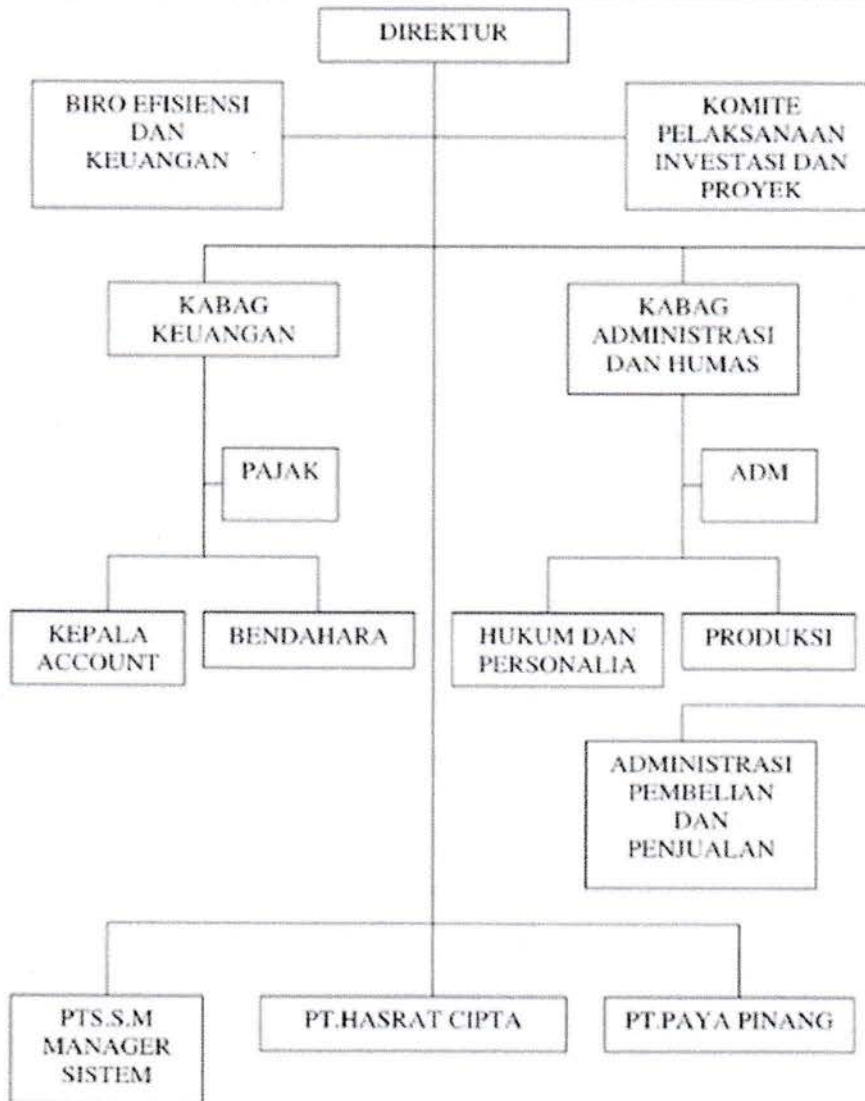 DIREKTUR
BIRO EFISIENSI
DAN
KEUANGAN
KOMITE
PELAKSANAAN
INVESTASI DAN
PROYEK
KABAG
KEUANGAN
KABAG
ADMINISTRASI
DAN HUMAS
PAJAK
ADM
KEPALA
ACCOUNT
BENDAHARA
HUKUM DAN
PERSONALIA
PRODUKSI
ADMINISTRASI
PEMBELIAN
DAN
PENJUALAN
PTS.S.M
MANAGER
SISTEM
PT.HASRAT CIPTA
PT.PAYA PINANG